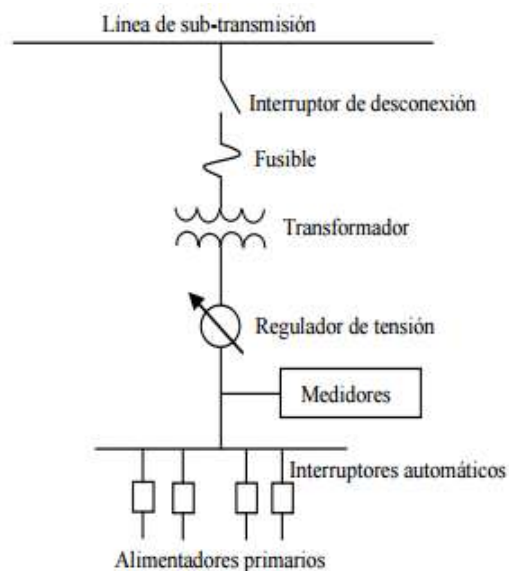 Línea de sub-transmisión
Interruptor de desconexión
Fusible
Transformador
Regulador de tensión
Medidores
Interruptores automáticos
Alimentadores primarios